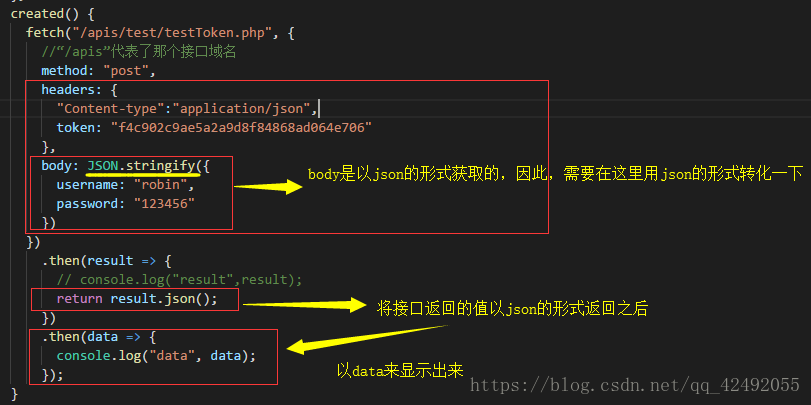 created() {
fetch("/apis/test/testToken.php", {
//“/apis”代表了那个接口域名
method: "post",
headers: {
"Content-type":"application/json",
token: "f4c902c9ae5a2a9d8f84868ad064e706"
},
body: JSON.stringify({
username: "robin",
password: "123456"
})
body是以json的形式获取的，因此，需要在这里用json的形式转化一下
})
.then(result => {
// console.log("result",result);
return result.json();
})
将接口返回的值以json的形式返回之后
.then(data => {
console.log("data", data);
});
以data来显示出来
}
https://blog.csdn.net/qq_42492055